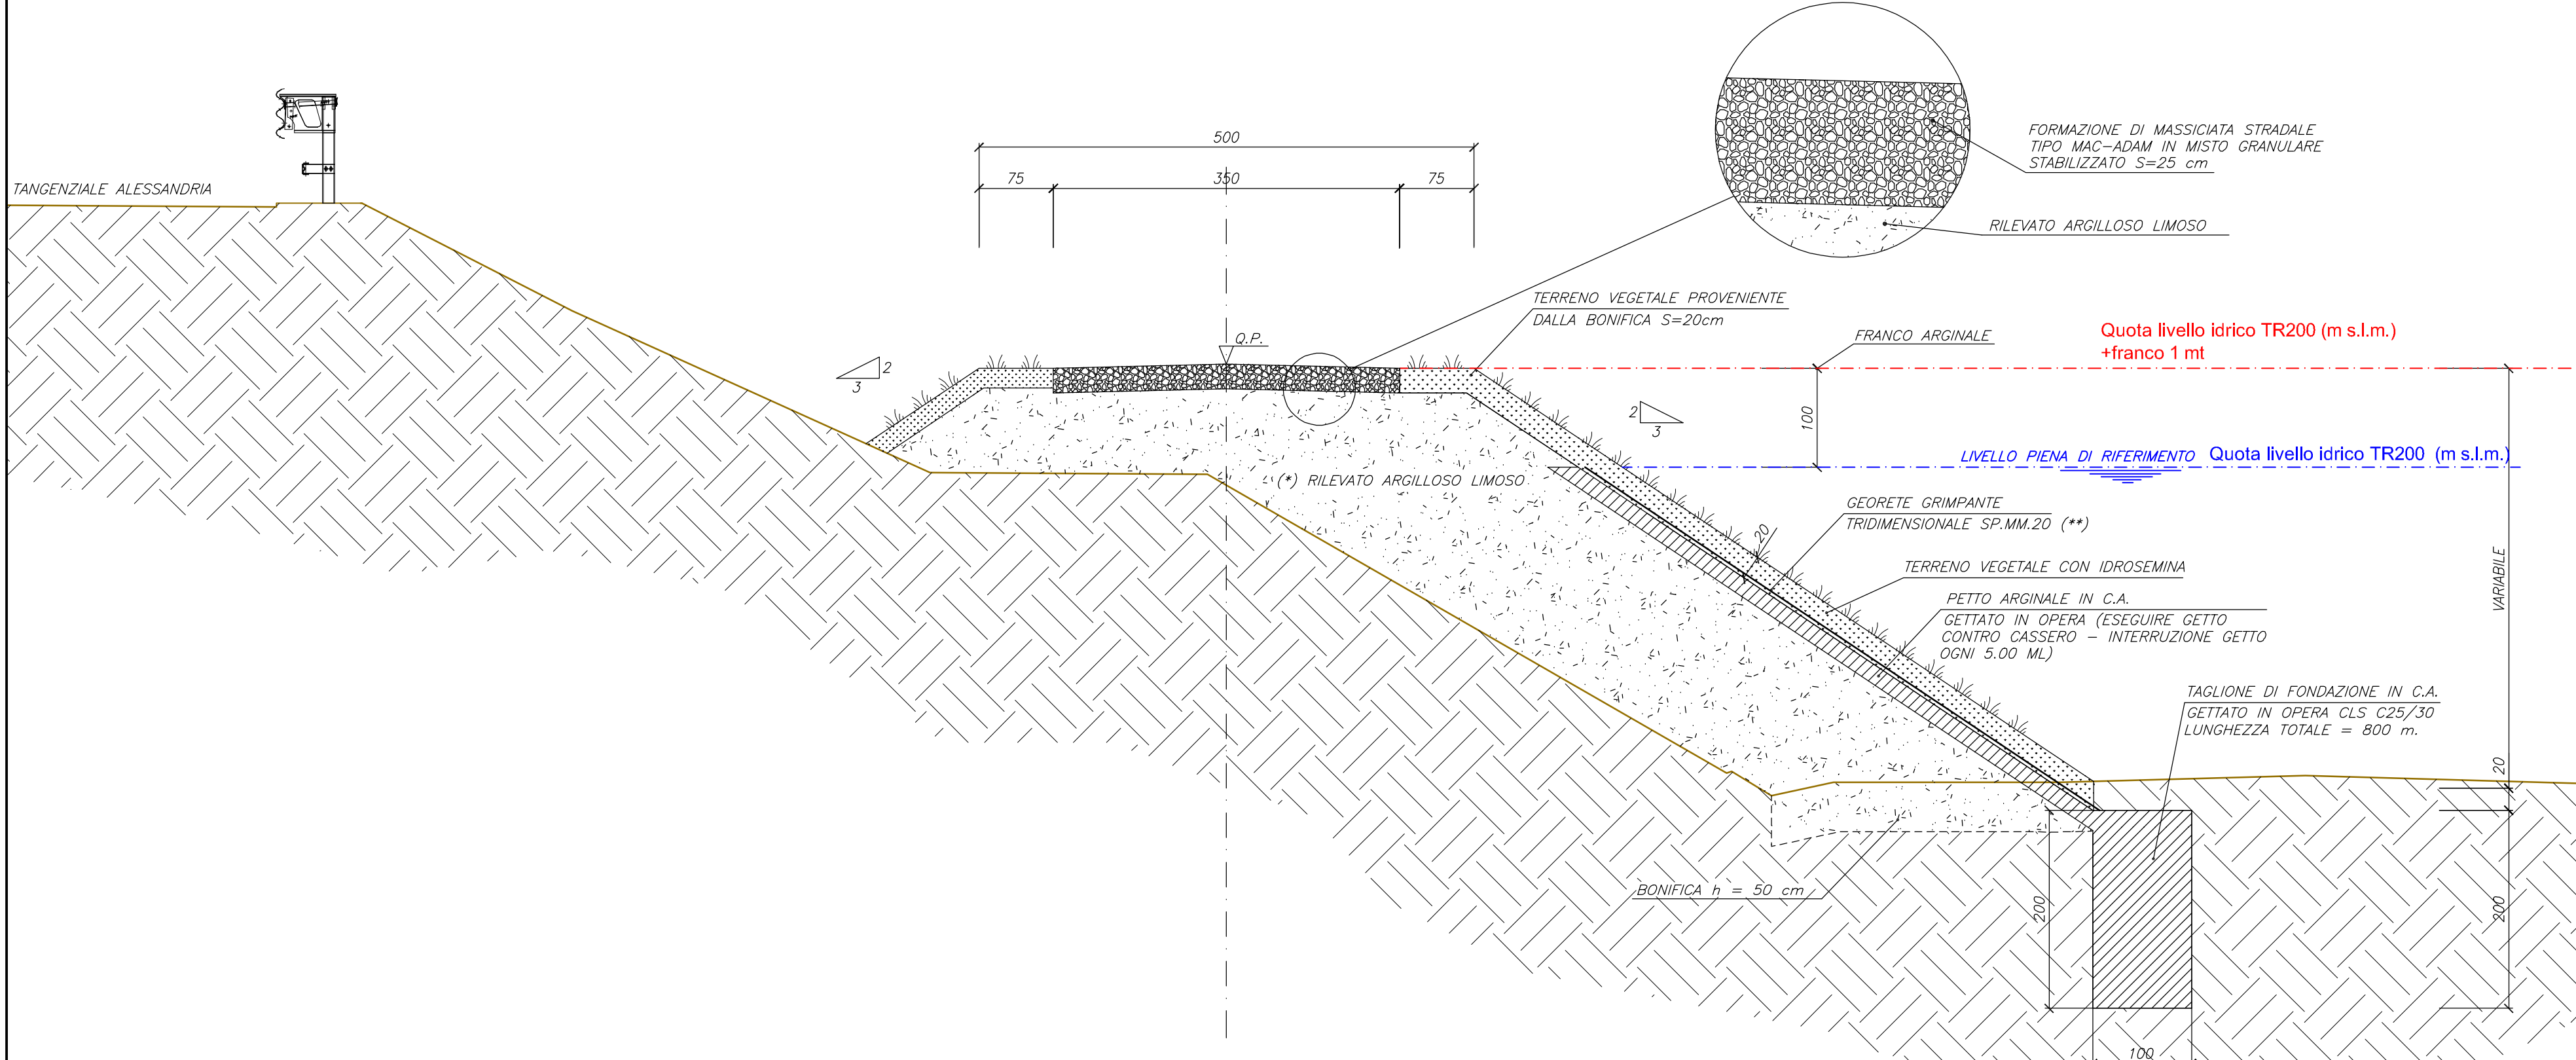 TANGENZIALE ALESSANDRIA
500
75
350
75
FORMAZIONE DI MASSICIATA STRADALE
TIPO MAC-ADAM IN MISTO GRANULARE
STABILIZZATO S=25 cm
RILEVATO ARGILLOSO LIMOSO
TERRENO VEGETALE PROVENIENTE
DALLA BONIFICA S=20cm
FRANCO ARGINALE
Quota livello idrico TR200 (m s.l.m.)
+franco 1 mt
Q.P.
2
3
2
3
100
LIVELLO PIENA DI RIFERIMENTO Quota livello idrico TR200 (m s.l.m.)
(*) RILEVATO ARGILLOSO LIMOSO
GEORETE GRIMPANTE
TRIDIMENSIONALE SP.MM.20 (**)
20
TERRENO VEGETALE CON IDROSEMINA
VARIABILE
PETTO ARGINALE IN C.A.
GETTATO IN OPERA (ESEGUIRE GETTO
CONTRO CASSERO - INTERRUZIONE GETTO
OGNI 5.00 ML)
TAGLIONE DI FONDAZIONE IN C.A.
GETTATO IN OPERA CLS C25/30
LUNGHEZZA TOTALE = 800 m.
20
BONIFICA h = 50 cm
200
200
100